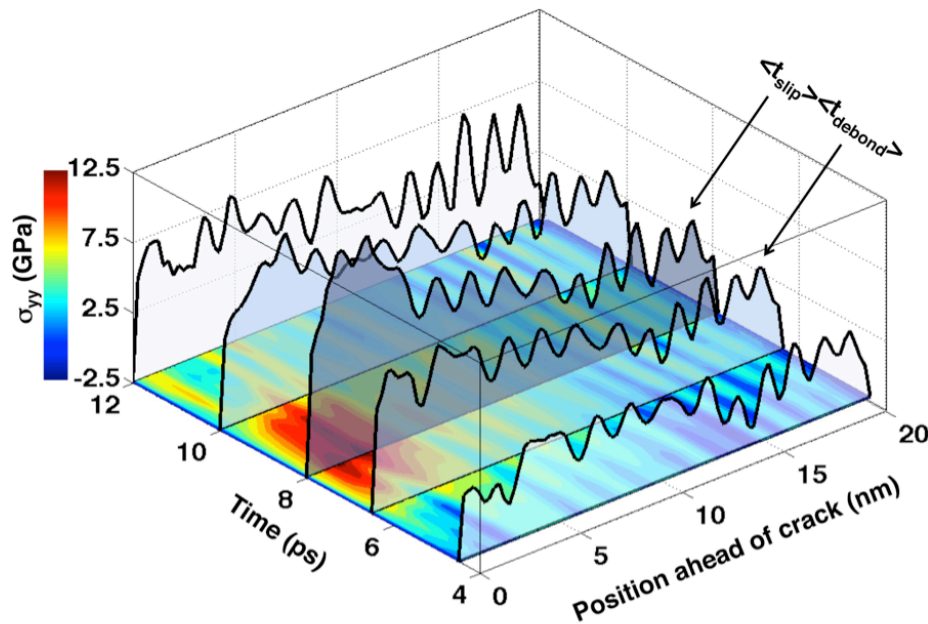 <t_slip>
<t_debond>
12.5
7.5
2.5
-2.5
σyy (GPa)
12
10
8
6
4
Time (ps)
0
5
10
15
20
Position ahead of crack (nm)